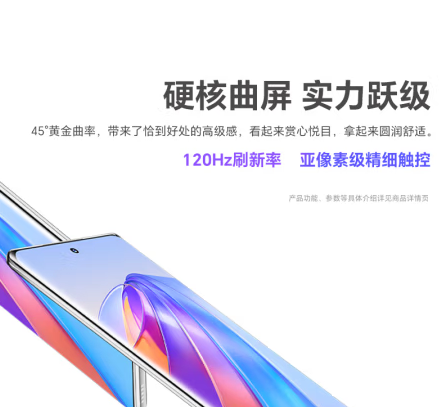 硬核曲屏 实力跃级
45°黄金曲率，带来了恰到好处的高级感，看起来赏心悦目，拿起来圆润舒适。
120Hz刷新率 亚像素级精细触控
产品功能、参数等具体介绍详见商品详情页